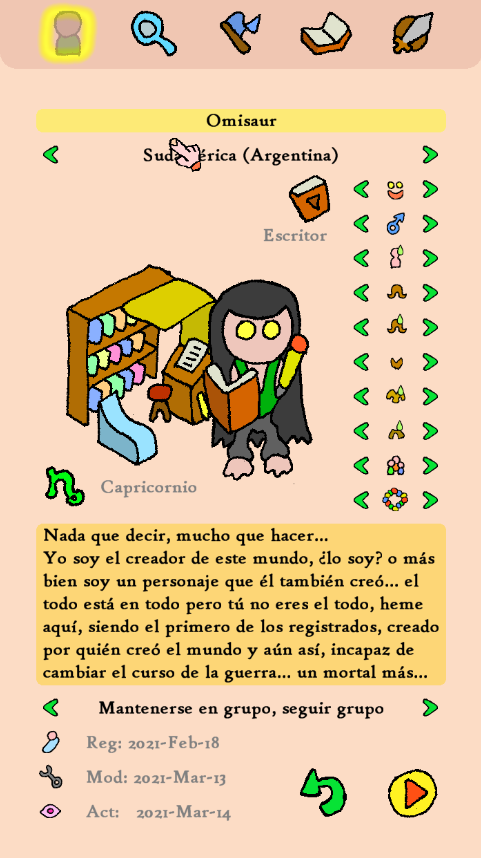 Omisaur
Sudamérica (Argentina)
Escritor
Capricornio
Nada que decir, mucho que hacer...
Yo soy el creador de este mundo, ¿lo soy? o más
bien soy un personaje que él también creó... el
todo está en todo pero tú no eres el todo, heme
aquí, siendo el primero de los registrados, creado
por quién creó el mundo y aún así, incapaz de
cambiar el curso de la guerra... un mortal más...
Mantenerse en grupo, seguir grupo
Reg: 2021-Feb-18
Mod: 2021-Mar-13
Act: 2021-Mar-14